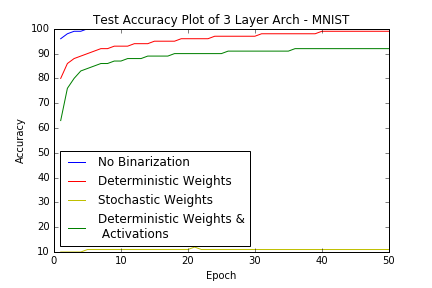 Test Accuracy Plot of 3 Layer Arch - MNIST
100
90
80
70
60
50
40
30
20
10
Accuracy
No Binarization
Deterministic Weights
Stochastic Weights
Deterministic Weights &
Activations
0
10
20
30
40
50
Epoch